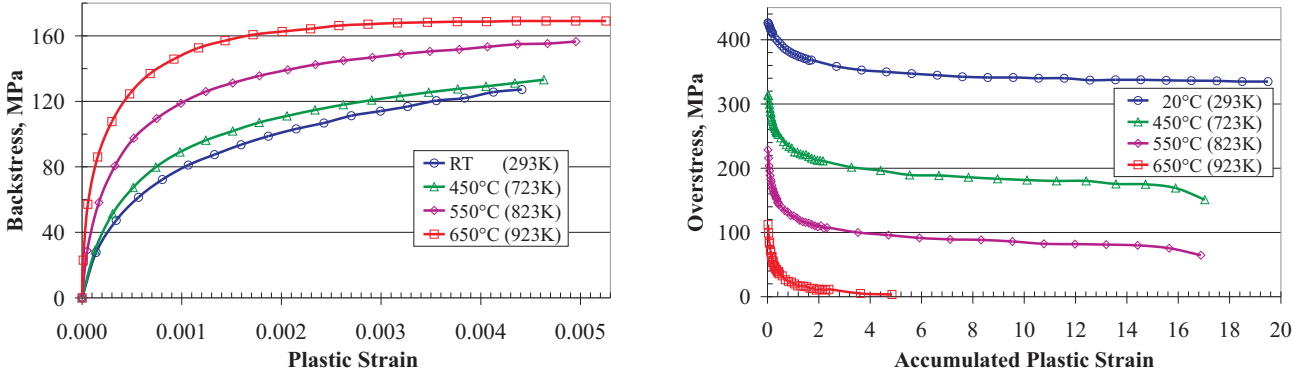 Backstress, MPa
160
120
80
40
0
0.000 0.001 0.002 0.003 0.004 0.005
Plastic Strain
RT (293K)
450°C (723K)
550°C (823K)
650°C (923K)
Overstress, MPa
400
300
200
100
0
0 2 4 6 8 10 12 14 16 18 20
Accumulated Plastic Strain
20°C (293K)
450°C (723K)
550°C (823K)
650°C (923K)